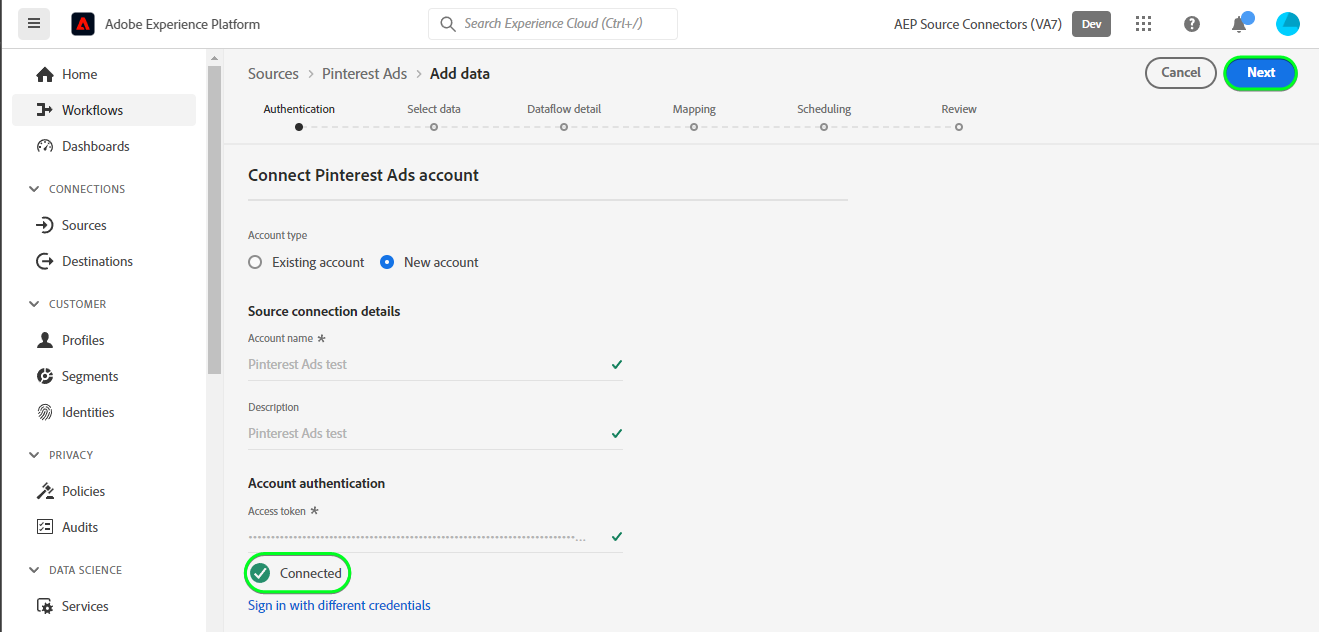 Adobe Experience Platform
Search Experience Cloud (Ctrl+/)
AEP Source Connectors (VA7)
Dev
Home
Workflows
Dashboards
CONNECTIONS
Sources
Destinations
CUSTOMER
Profiles
Segments
Identities
PRIVACY
Policies
Audits
DATA SCIENCE
Services
Sources > Pinterest Ads > Add data
Cancel
Next
Authentication
Select data
Dataflow detail
Mapping
Scheduling
Review
Connect Pinterest Ads account
Account type
Existing account
New account
Source connection details
Account name *
Pinterest Ads test
Description
Pinterest Ads test
Account authentication
Access token *
Connected
Sign in with different credentials